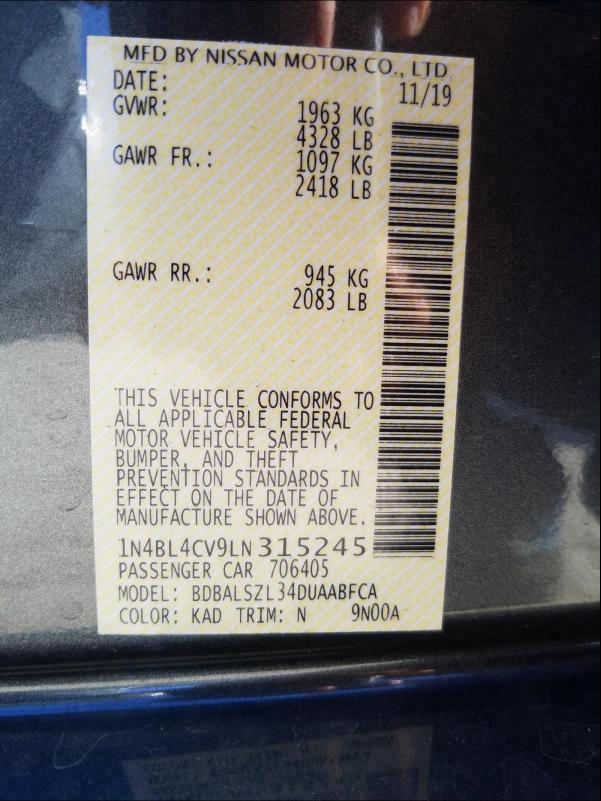 MFD BY NISSAN MOTOR CO., LTD.
DATE: 11/19
GVWR: 1963 KG
4328 LB
GAWR FR.: 1097 KG
2418 LB
GAWR RR.: 945 KG
2083 LB
THIS VEHICLE CONFORMS TO
ALL APPLICABLE FEDERAL
MOTOR VEHICLE SAFETY,
BUMPER, AND THEFT
PREVENTION STANDARDS IN
EFFECT ON THE DATE OF
MANUFACTURE SHOWN ABOVE.
1N4BL4CV9LN315245
PASSENGER CAR 706405
MODEL: BDBALSZL34DUAABFCA
COLOR: KAD TRIM: N 9N00A